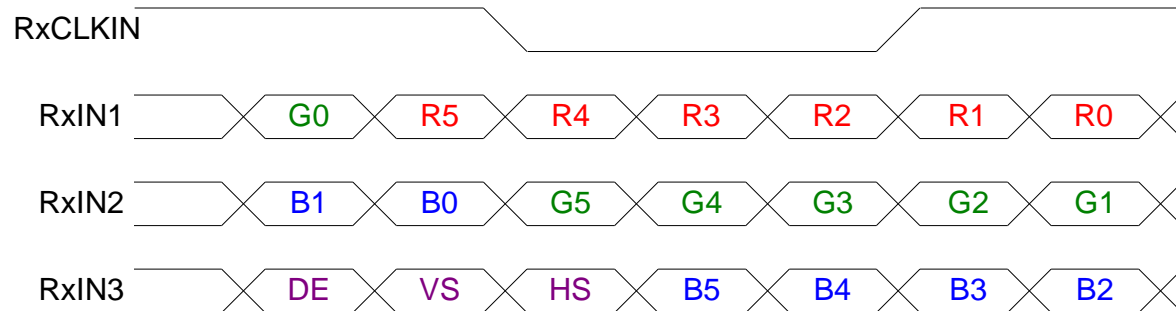 RxCLKIN
RxIN1 G0 R5 R4 R3 R2 R1 R0
RxIN2 B1 B0 G5 G4 G3 G2 G1
RxIN3 DE VS HS B5 B4 B3 B2